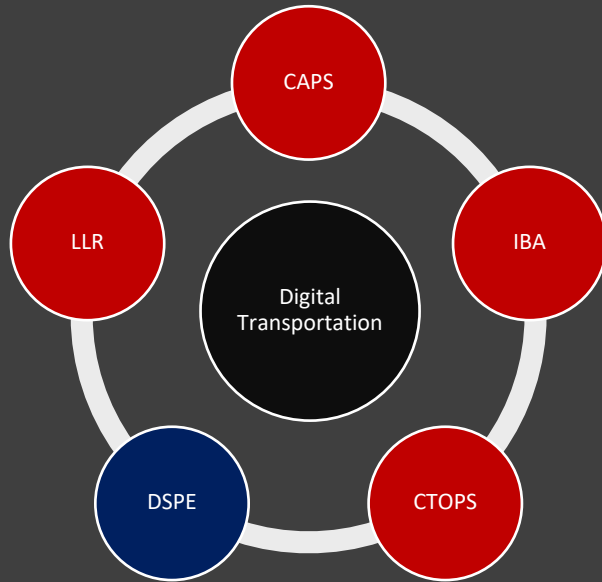 CAPS
LLR
IBA
Digital
Transportation
DSPE
CTOPS